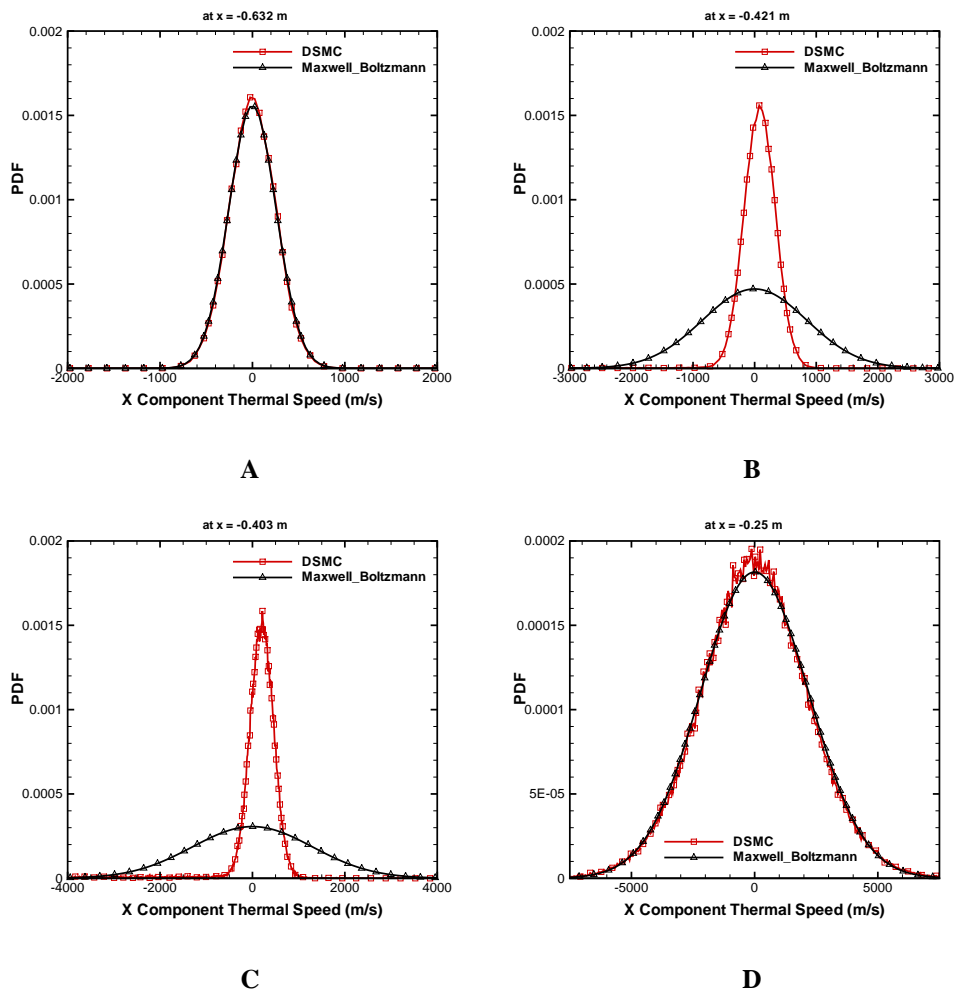 at x = -0.632 m
0.002
DSMC
Maxwell_Boltzmann
0.0015
PDF
0.001
0.0005
0
-2000
-1000
0
1000
2000
X Component Thermal Speed (m/s)
A
at x = -0.421 m
0.002
DSMC
Maxwell_Boltzmann
0.0015
PDF
0.001
0.0005
0
-3000
-2000
-1000
0
1000
2000
3000
X Component Thermal Speed (m/s)
B
at x = -0.403 m
0.002
DSMC
Maxwell_Boltzmann
0.0015
PDF
0.001
0.0005
0
-4000
-2000
0
2000
4000
X Component Thermal Speed (m/s)
C
at x = -0.25 m
0.0002
0.00015
PDF
0.0001
5E-05
DSMC
Maxwell_Boltzmann
0
-5000
0
5000
X Component Thermal Speed (m/s)
D